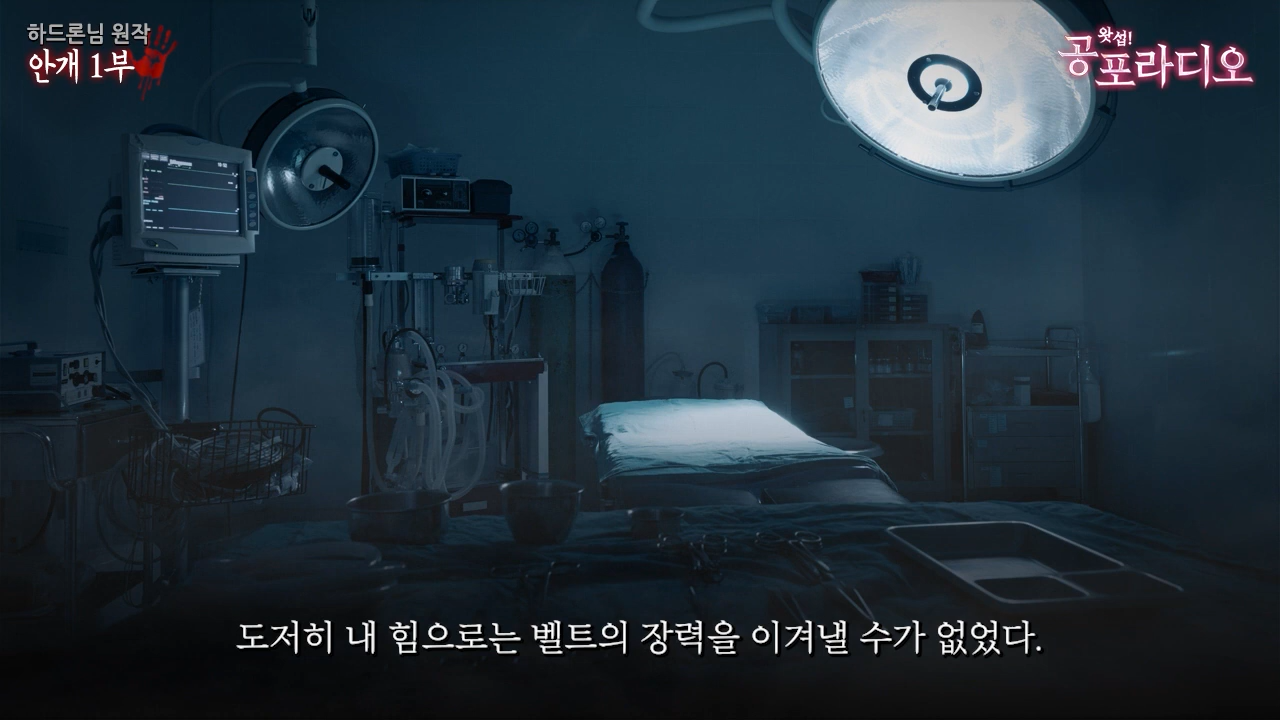 하드론님 원작
안개 1부
왓섭!
공포라디오
도저히 내 힘으로는 벨트의 장력을 이겨낼 수가 없었다.